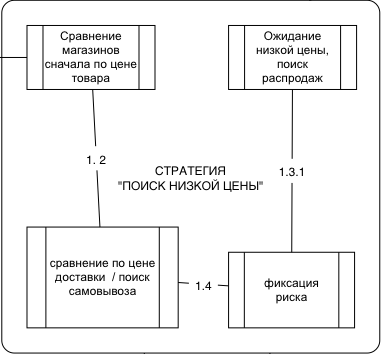 Сравнение
магазинов
сначала по цене
товара
Ожидание
низкой цены,
поиск
распродаж
1. 2
СТРАТЕГИЯ
"ПОИСК НИЗКОЙ ЦЕНЫ"
1.3.1
сравнение по цене
доставки / поиск
самовывоза
1.4
фиксация
риска